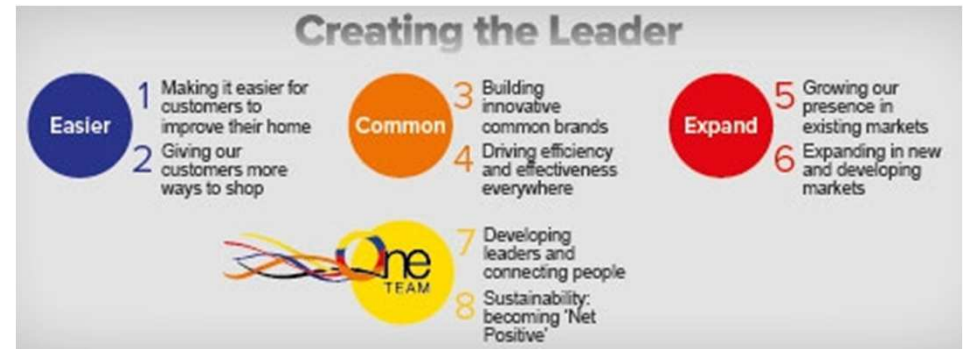 Creating the Leader
Easier
1 Making it easier for
customers to
improve their home
2 Giving our
customers more
ways to shop
Common
3 Building
innovative
common brands
4 Driving efficiency
and effectiveness
everywhere
Expand
5 Growing our
presence in
existing markets
6 Expanding in new
and developing
markets
One
TEAM
7 Developing
leaders and
connecting people
8 Sustainability:
becoming 'Net
Positive'